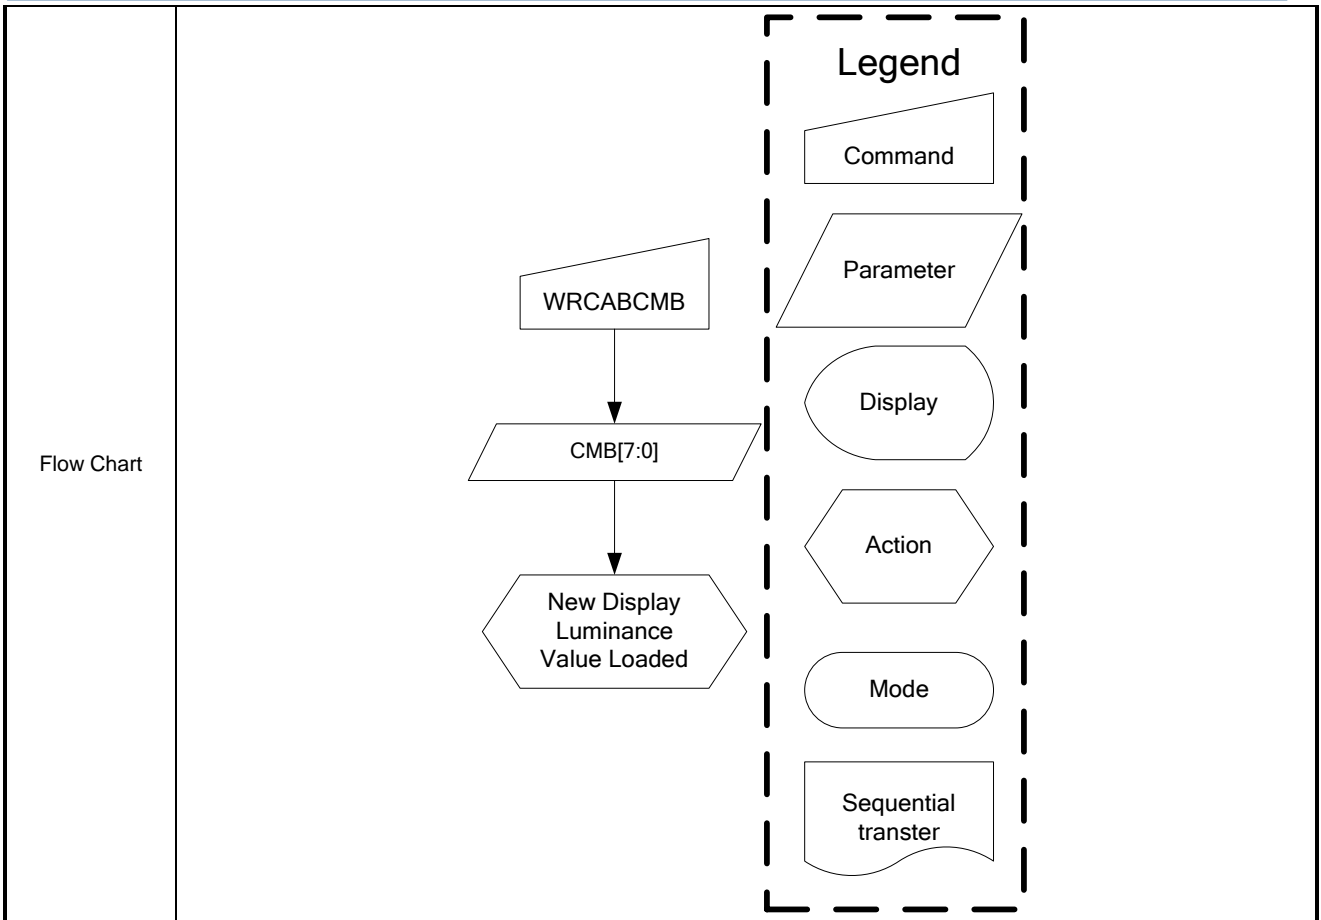 Flow Chart
WRCABCMB
CMB[7:0]
New Display
Luminance
Value Loaded
Legend
Command
Parameter
Display
Action
Mode
Sequential
transter